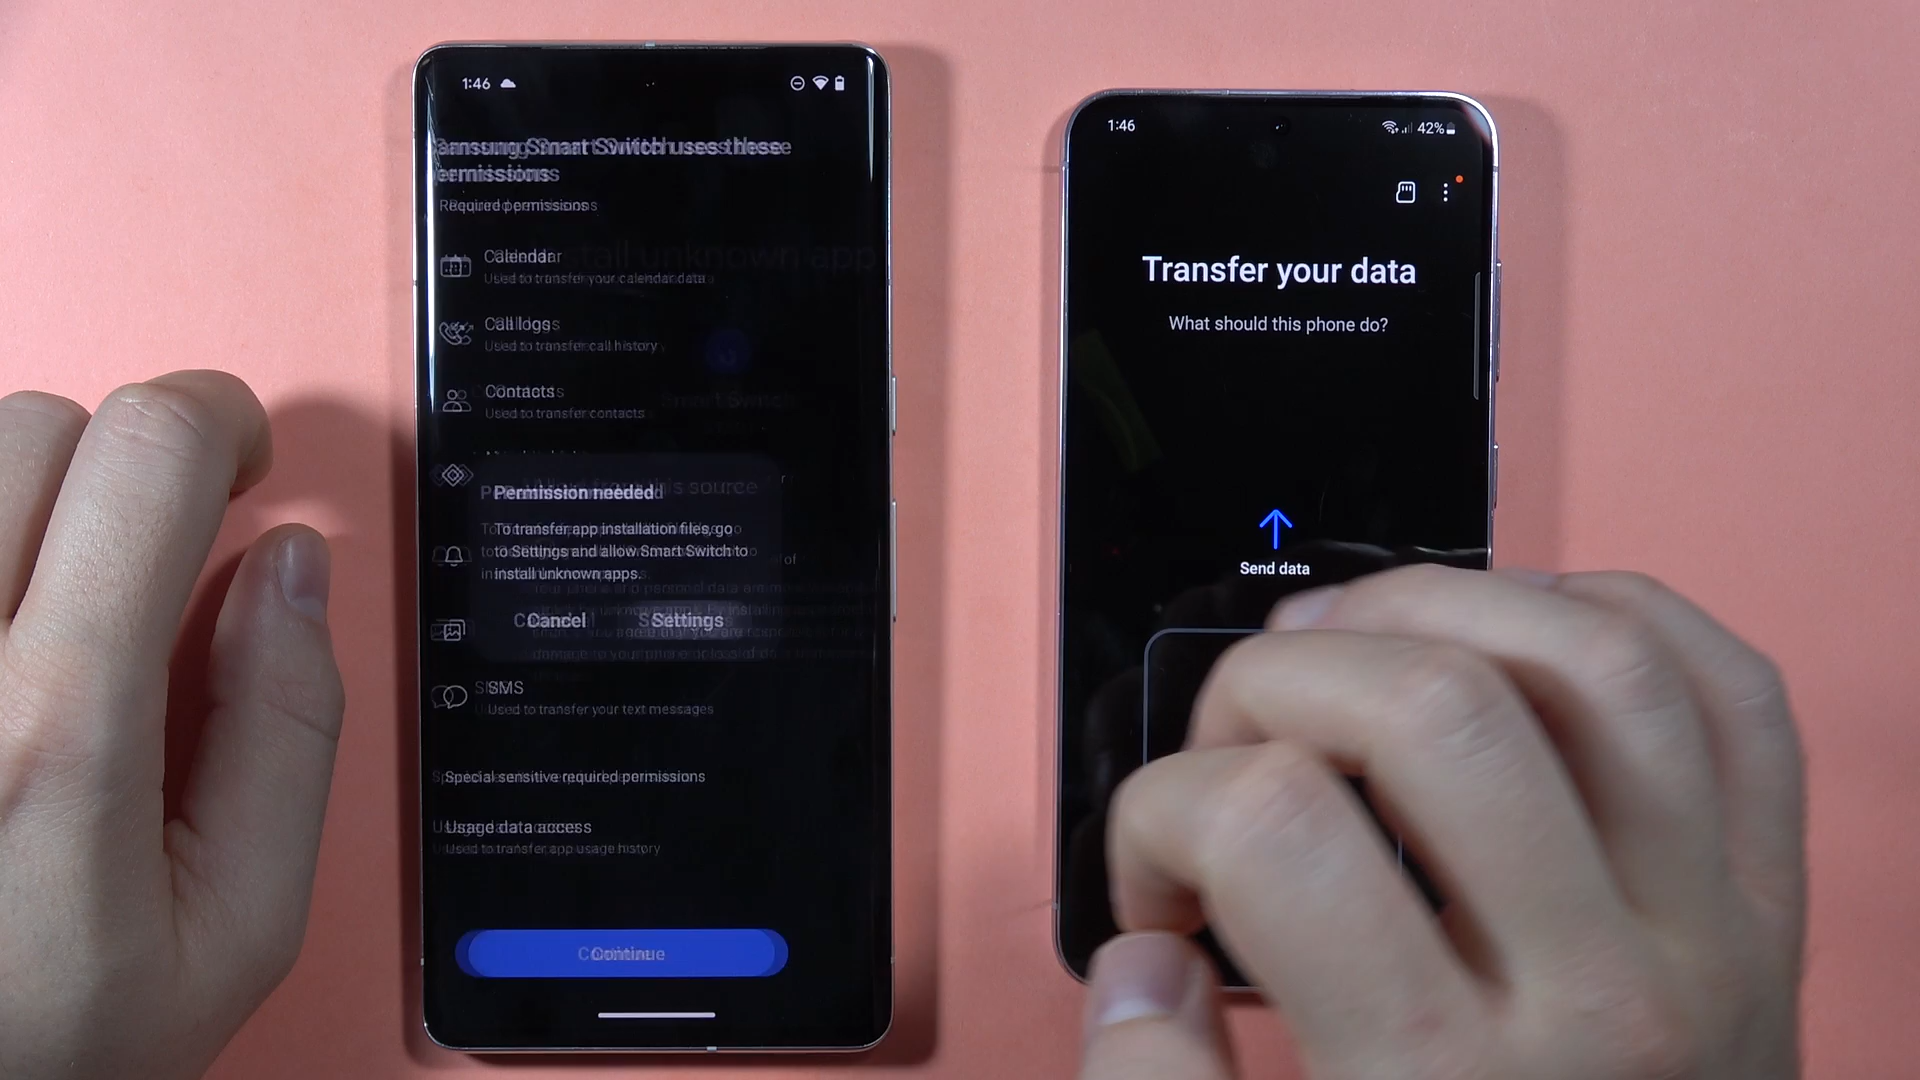 1:46
Samsung Smart Switch uses these
permissions
Required permissions
Install unknown app
Calendar
Used to transfer your calendar data
Call logs
Used to transfer call history
Smart Switch
Contacts
Used to transfer contacts
Allow from this source
Permission needed
To transfer app installation files, go
to Settings and allow Smart Switch to
install unknown apps.
Cancel
Settings
SMS
Used to transfer your text messages
Special sensitive required permissions
Usage data access
Used to transfer app usage history
Continue
1:46
42%
Transfer your data
What should this phone do?
Send data